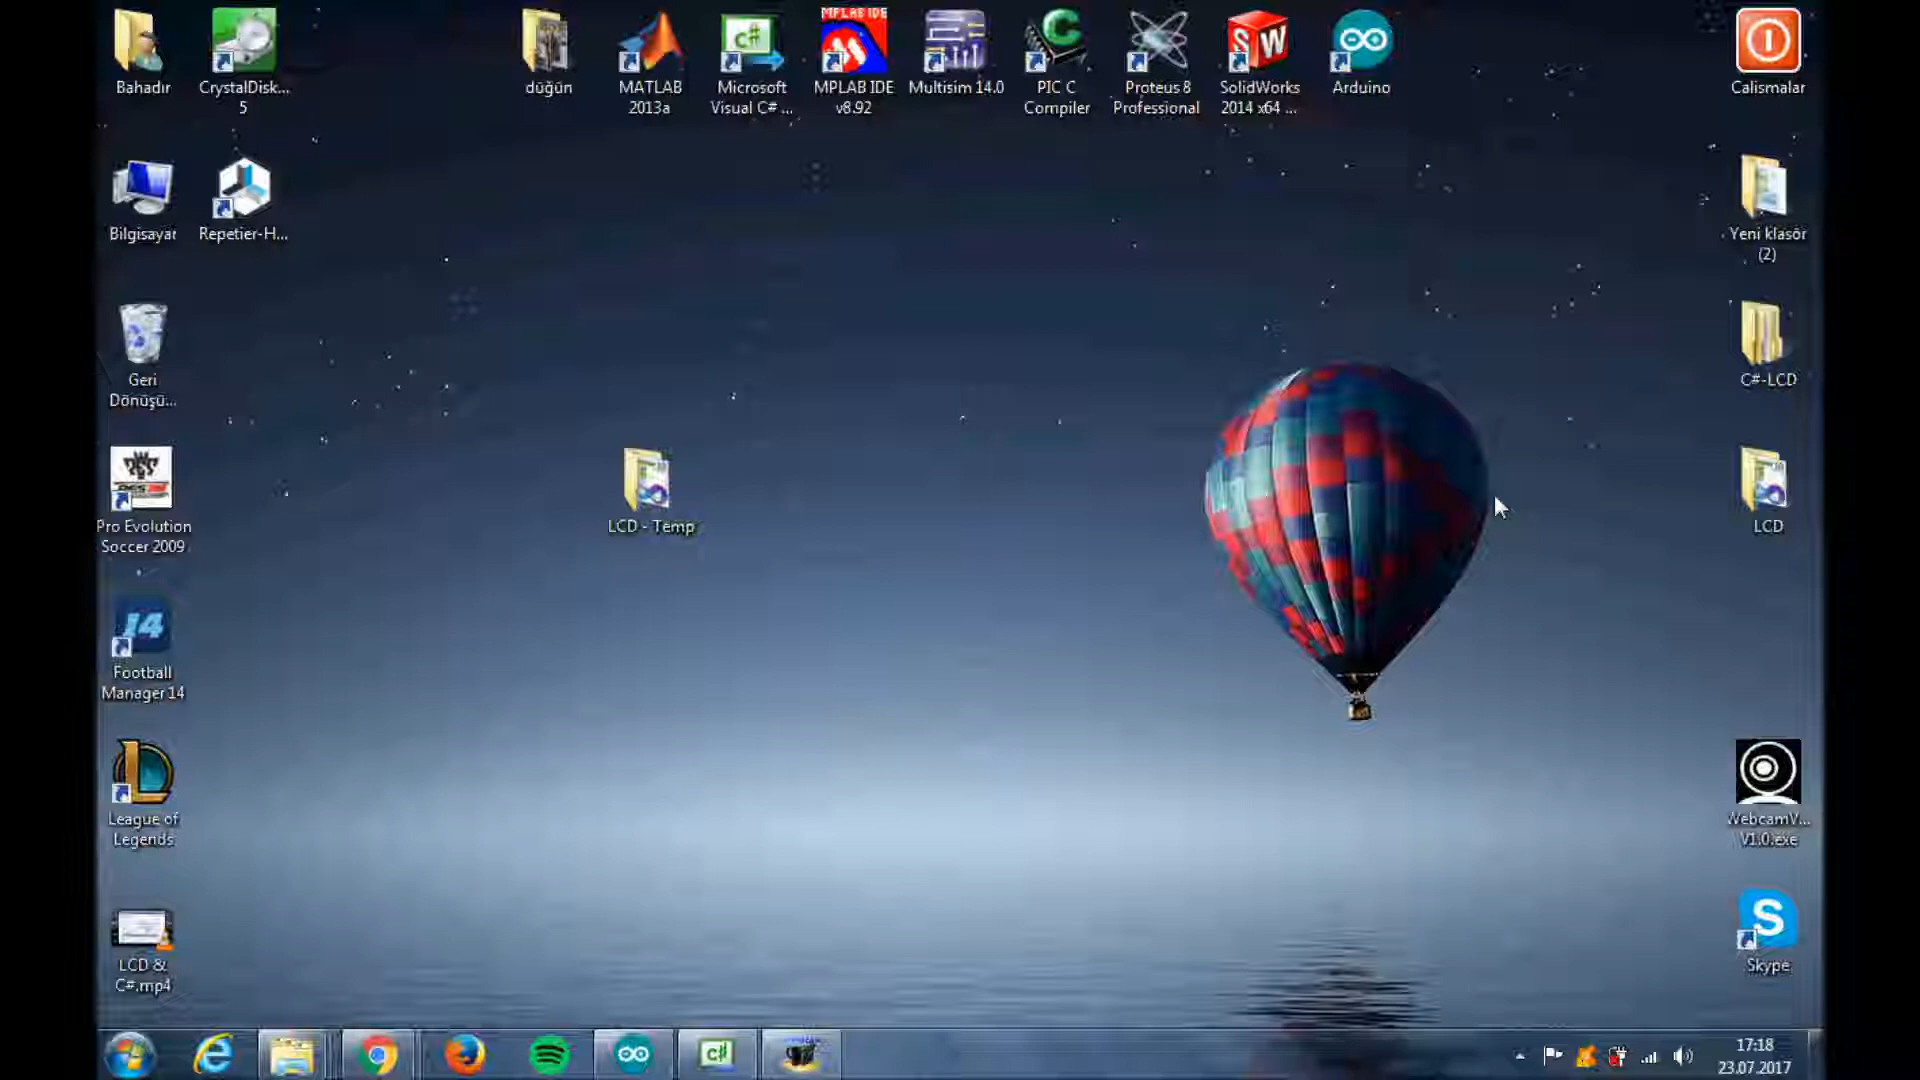 Bahadır
CrystalDisk...
5
düğün
MATLAB
2013a
Microsoft
Visual C# ...
MPLAB IDE
MPLAB IDE
v8.92
Multisim 14.0
PIC C
Compiler
Proteus 8
Professional
SW
SolidWorks
2014 x64 ...
Arduino
Calismalar
Bilgisayar
Repetier-H...
Yeni klasör
(2)
Geri
Dönüşü...
C#-LCD
Pro Evolution
Soccer 2009
LCD - Temp
LCD
14
Football
Manager 14
League of
Legends
WebcamV...
V1.0.exe
LCD &
C#.mp4
Skype
17:18
23.07.2017